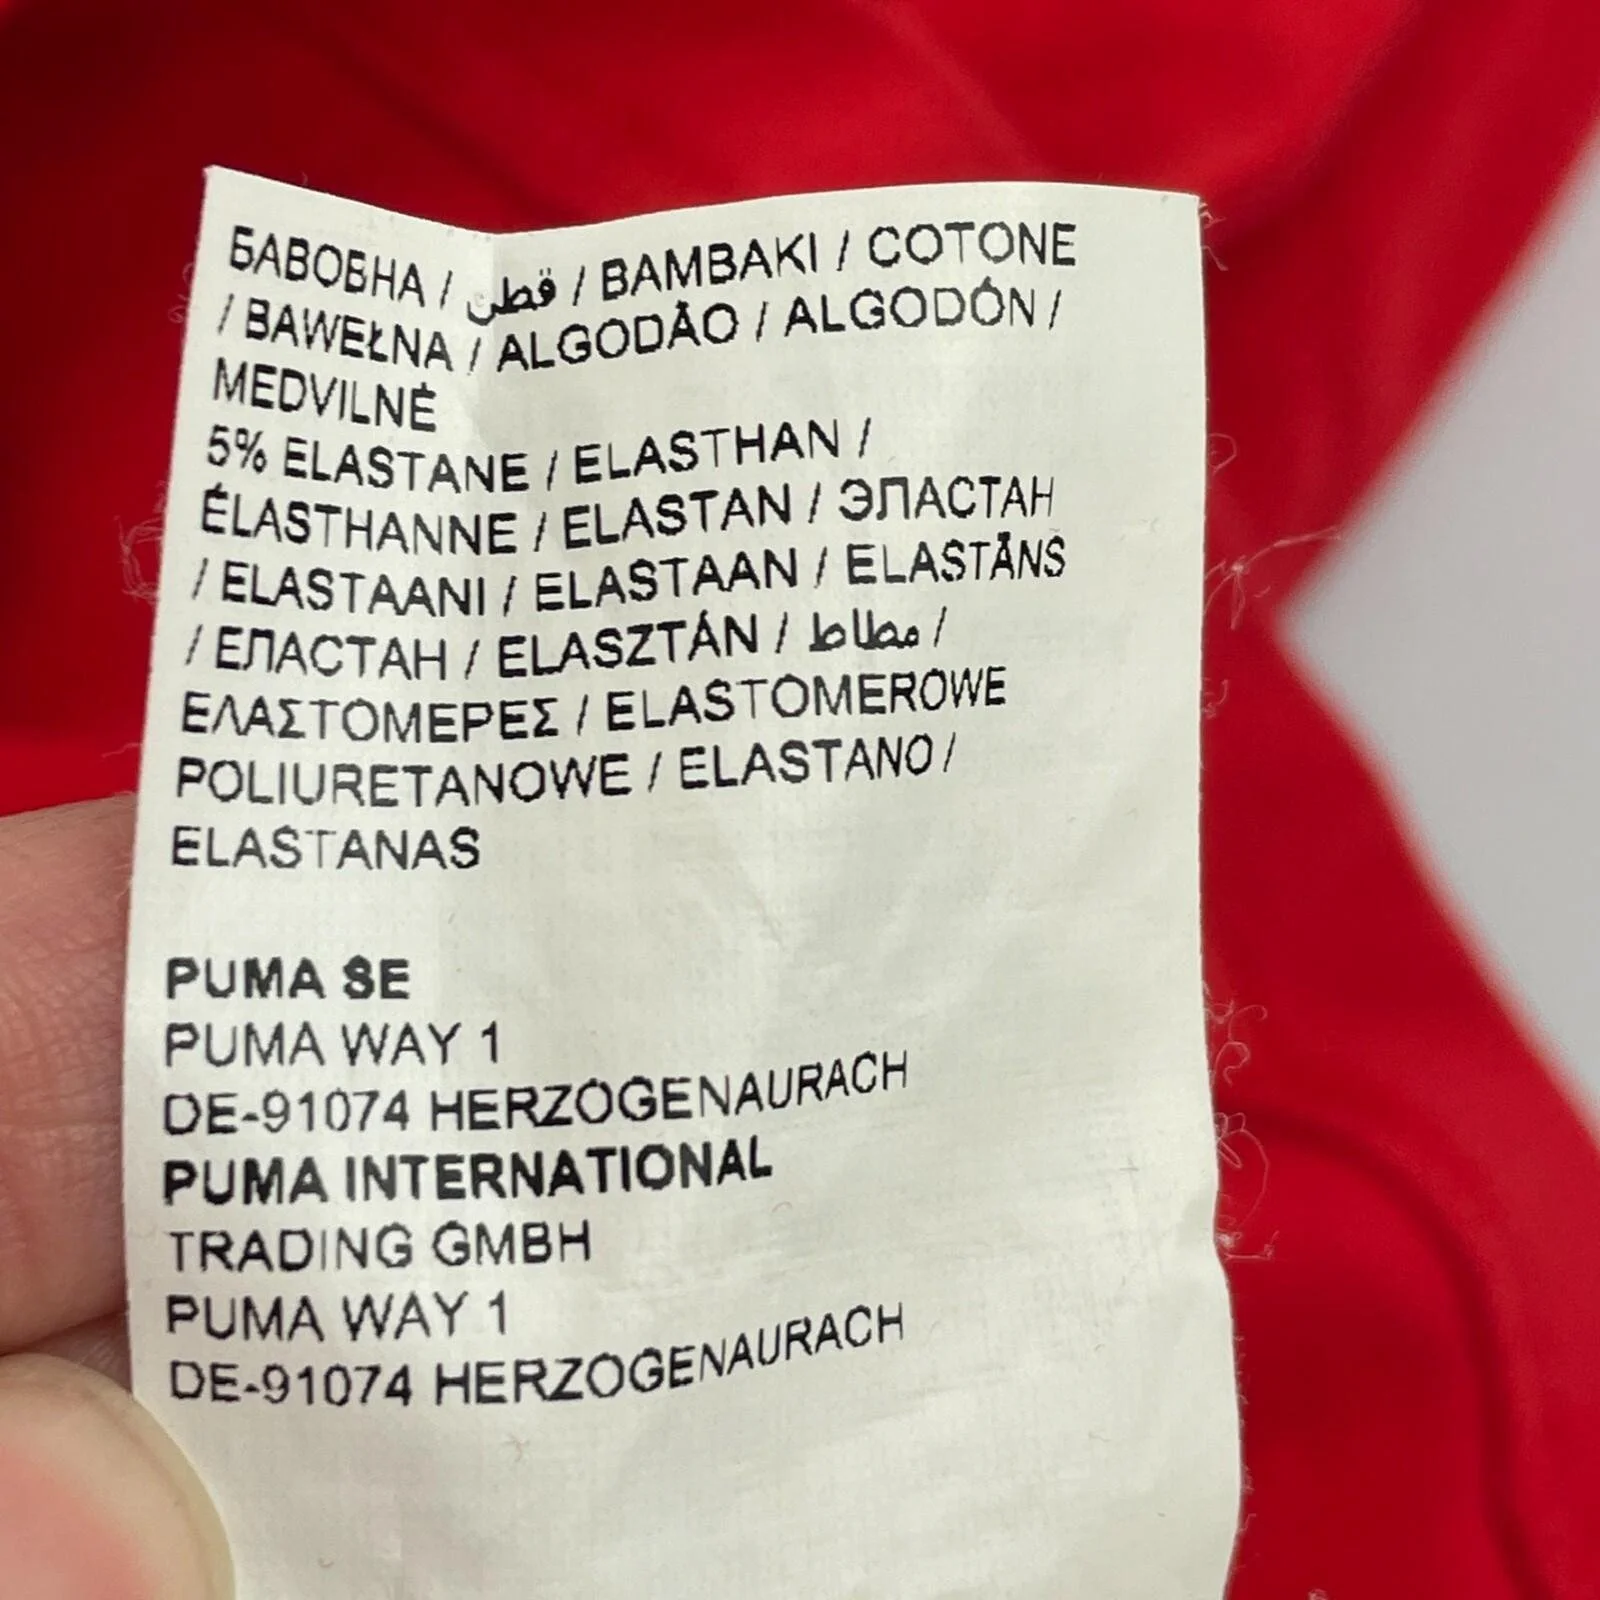 БАВОВНА / قطن / ΒΑΜΒΑΚΙ / COTONE
/ BAWEŁNA / ALGODÃO / ALGODÓN /
MEDVILNĖ
5% ELASTANE / ELASTHAN /
ÉLASTHANNE / ELASTAN / ЭЛАСТАН
/ ELASTAANI / ELASTAAN / ELASTĀNS
/ ЕЛАСТАН / ELASZTÁN / مطاط /
ΕΛΑΣΤΟΜΕΡΕΣ / ELASTOMEROWE
POLIURETANOWE / ELASTANO /
ELASTANAS
PUMA SE
PUMA WAY 1
DE-91074 HERZOGENAURACH
PUMA INTERNATIONAL
TRADING GMBH
PUMA WAY 1
DE-91074 HERZOGENAURACH